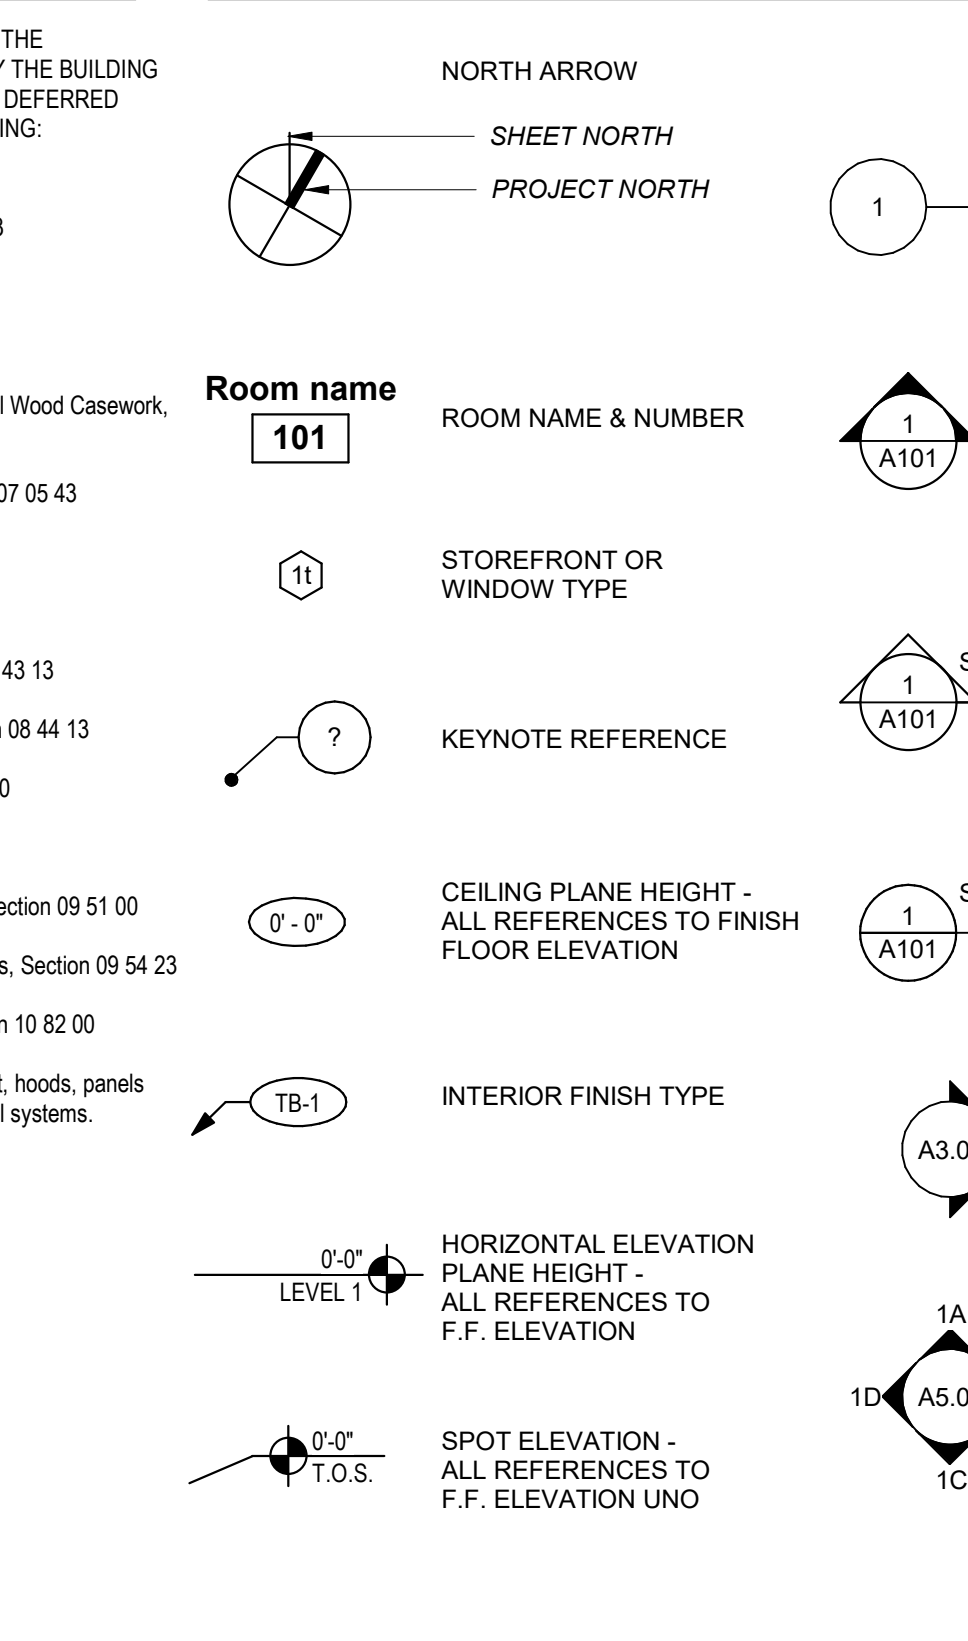 THE
Y THE BUILDING
DEFERRED
ING:
3
l Wood Casework,
07 05 43
43 13
n 08 44 13
0
ection 09 51 00
s, Section 09 54 23
n 10 82 00
t, hoods, panels
l systems.
NORTH ARROW
SHEET NORTH
PROJECT NORTH
Room name
101
ROOM NAME & NUMBER
1t
STOREFRONT OR
WINDOW TYPE
?
KEYNOTE REFERENCE
0' - 0"
CEILING PLANE HEIGHT -
ALL REFERENCES TO FINISH
FLOOR ELEVATION
TB-1
INTERIOR FINISH TYPE
0'-0"
LEVEL 1
HORIZONTAL ELEVATION
PLANE HEIGHT -
ALL REFERENCES TO
F.F. ELEVATION
0'-0"
T.O.S.
SPOT ELEVATION -
ALL REFERENCES TO
F.F. ELEVATION UNO
1
1
A101
S
1
A101
S
1
A101
A3.0
1A
1D
A5.0
1C